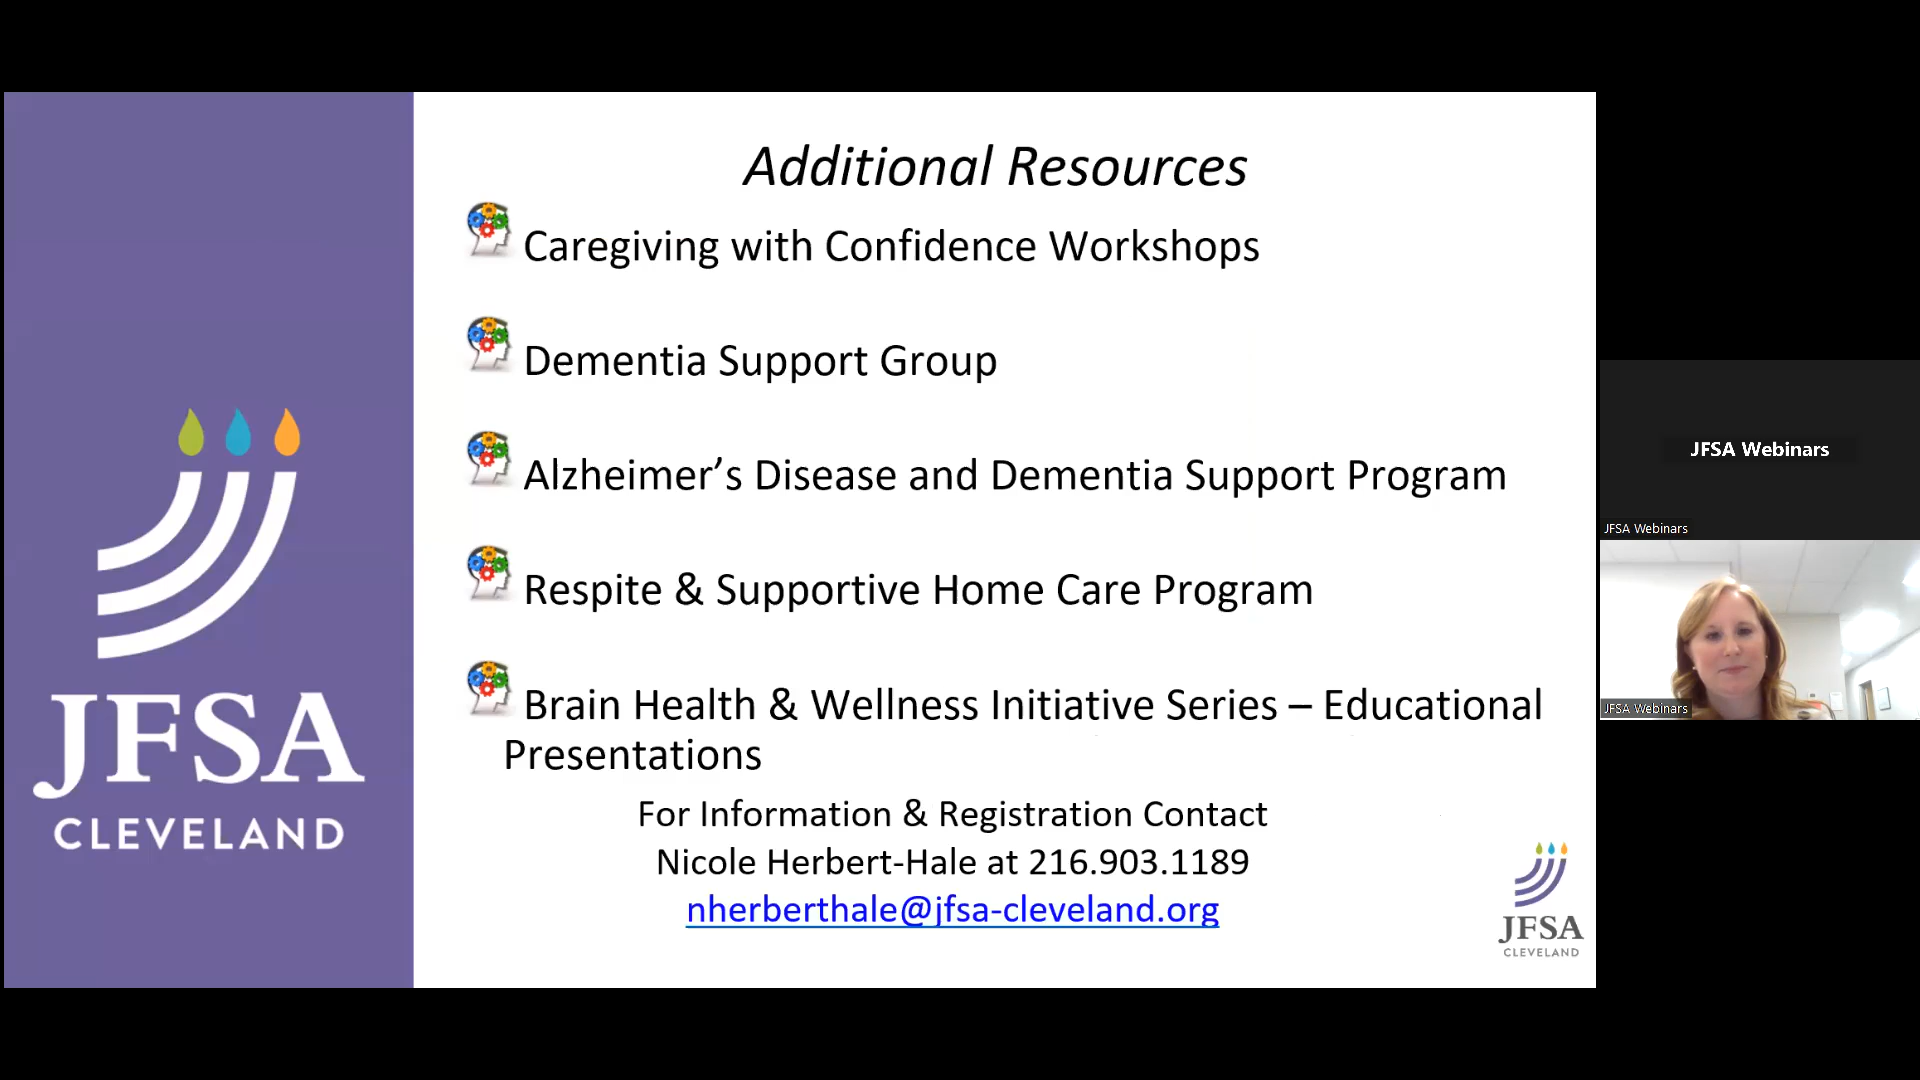 Additional Resources
Caregiving with Confidence Workshops
Dementia Support Group
Alzheimer’s Disease and Dementia Support Program
Respite & Supportive Home Care Program
Brain Health & Wellness Initiative Series – Educational
Presentations
For Information & Registration Contact
Nicole Herbert-Hale at 216.903.1189
nherberthale@jfsa-cleveland.org
JFSA
CLEVELAND
JFSA
CLEVELAND
JFSA Webinars
JFSA Webinars
JFSA Webinars